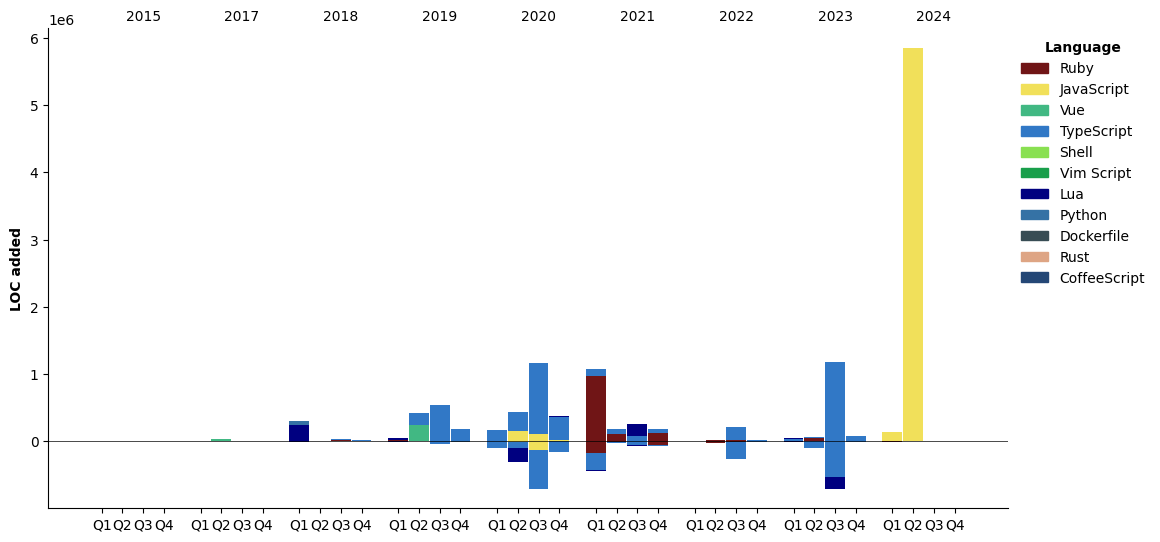 2015 2017 2018 2019 2020 2021 2022 2023 2024
1e6
6
5
4
3
2
1
0
LOC added
Q1 Q2 Q3 Q4 Q1 Q2 Q3 Q4 Q1 Q2 Q3 Q4 Q1 Q2 Q3 Q4 Q1 Q2 Q3 Q4 Q1 Q2 Q3 Q4 Q1 Q2 Q3 Q4 Q1 Q2 Q3 Q4 Q1 Q2 Q3 Q4
Language
Ruby
JavaScript
Vue
TypeScript
Shell
Vim Script
Lua
Python
Dockerfile
Rust
CoffeeScript